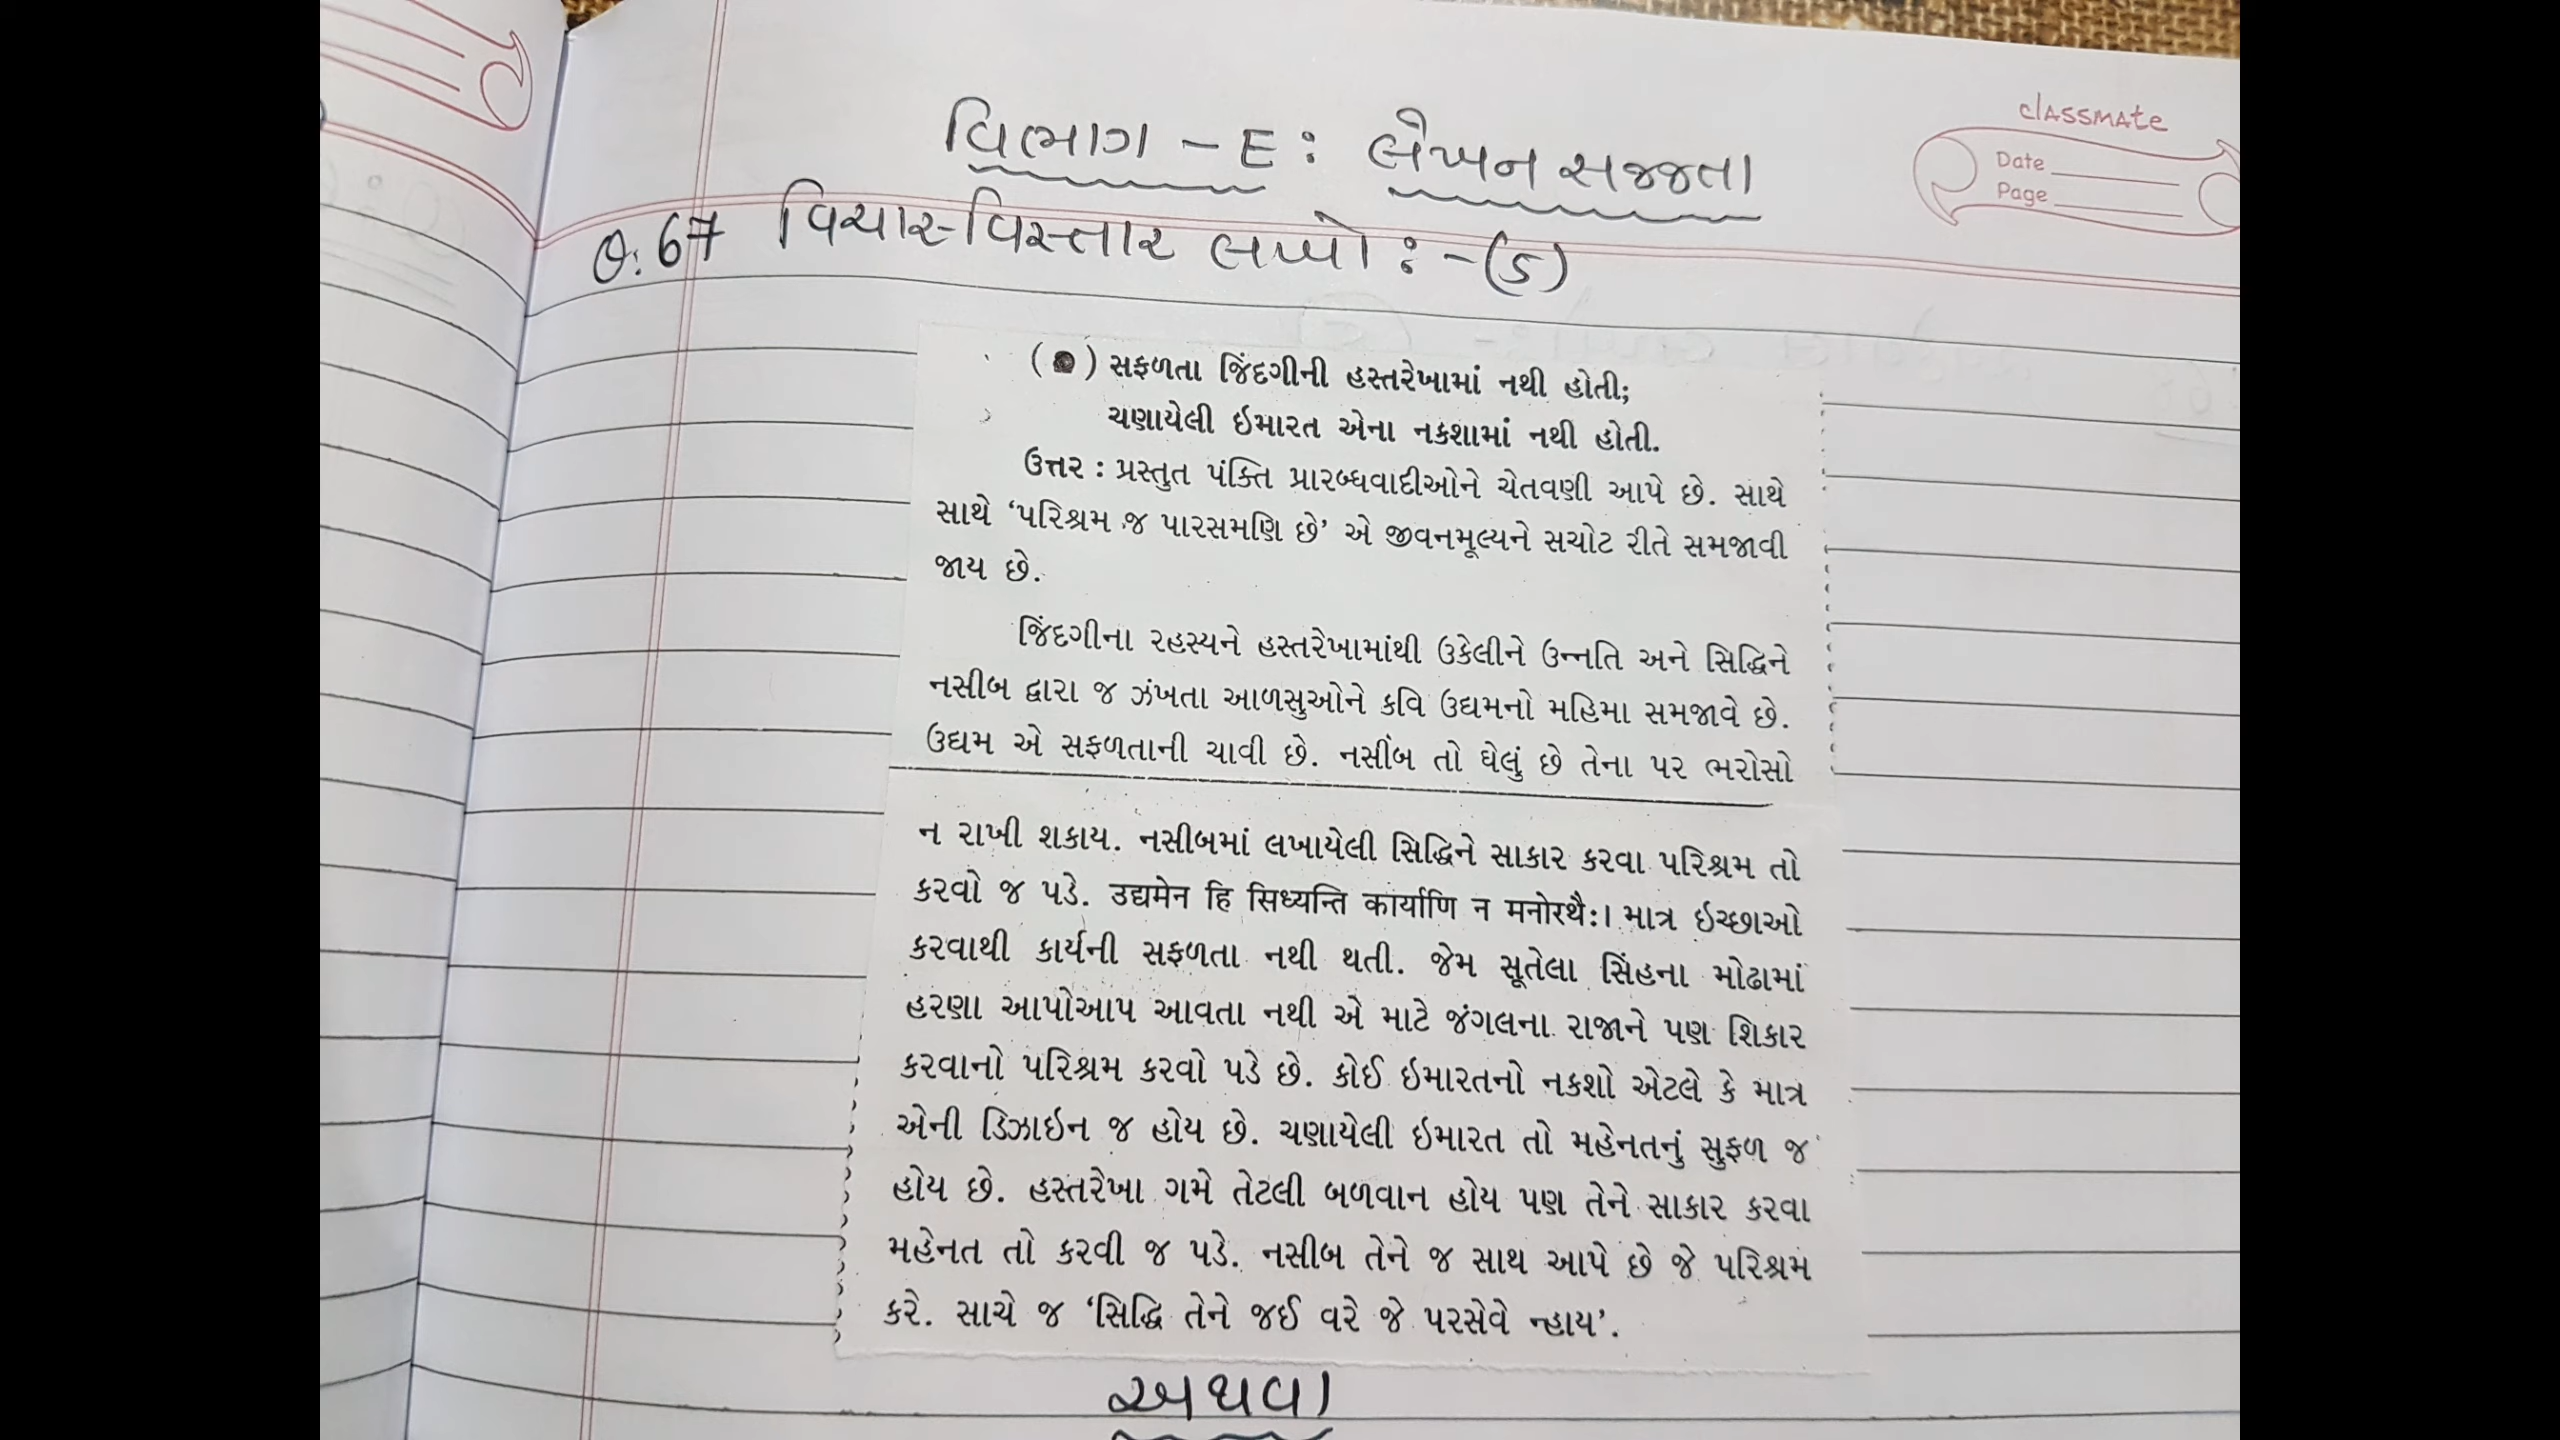 classmate
Date
Page
વિભાગ - E : લેખન સજ્જતા
Q. 67 વિચાર-વિસ્તાર લખો : - (ડ)
સફળતા જિંદગીની હસ્તરેખામાં નથી હોતી;
ચણાયેલી ઇમારત એના નકશામાં નથી હોતી.
ઉત્તર : પ્રસ્તુત પંક્તિ પ્રારબ્ધવાદીઓને ચેતવણી આપે છે. સાથે
સાથે ‘પરિશ્રમ જ પારસમણિ છે’ એ જીવનમૂલ્યને સચોટ રીતે સમજાવી
જાય છે.
જિંદગીના રહસ્યને હસ્તરેખામાંથી ઉકેલીને ઉન્નતિ અને સિદ્ધિને
નસીબ દ્વારા જ ઝંખતા આળસુઓને કવિ ઉદ્યમનો મહિમા સમજાવે છે.
ઉદ્યમ એ સફળતાની ચાવી છે. નસીબ તો ઘેલું છે તેના પર ભરોસો
ન રાખી શકાય. નસીબમાં લખાયેલી સિદ્ધિને સાકાર કરવા પરિશ્રમ તો
કરવો જ પડે. उद्यमेन हि सिध्यन्ति कार्याणि न मनोरथैः। માત્ર ઇચ્છાઓ
કરવાથી કાર્યની સફળતા નથી થતી. જેમ સૂતેલા સિંહના મોઢામાં
હરણા આપોઆપ આવતા નથી એ માટે જંગલના રાજાને પણ શિકાર
કરવાનો પરિશ્રમ કરવો પડે છે. કોઈ ઇમારતનો નકશો એટલે કે માત્ર
એની ડિઝાઇન જ હોય છે. ચણાયેલી ઇમારત તો મહેનતનું સુફળ જ
હોય છે. હસ્તરેખા ગમે તેટલી બળવાન હોય પણ તેને સાકાર કરવા
મહેનત તો કરવી જ પડે. નસીબ તેને જ સાથ આપે છે જે પરિશ્રમ
કરે. સાચે જ ‘સિદ્ધિ તેને જઈ વરે જે પરસેવે ન્હાય’.
અથવા